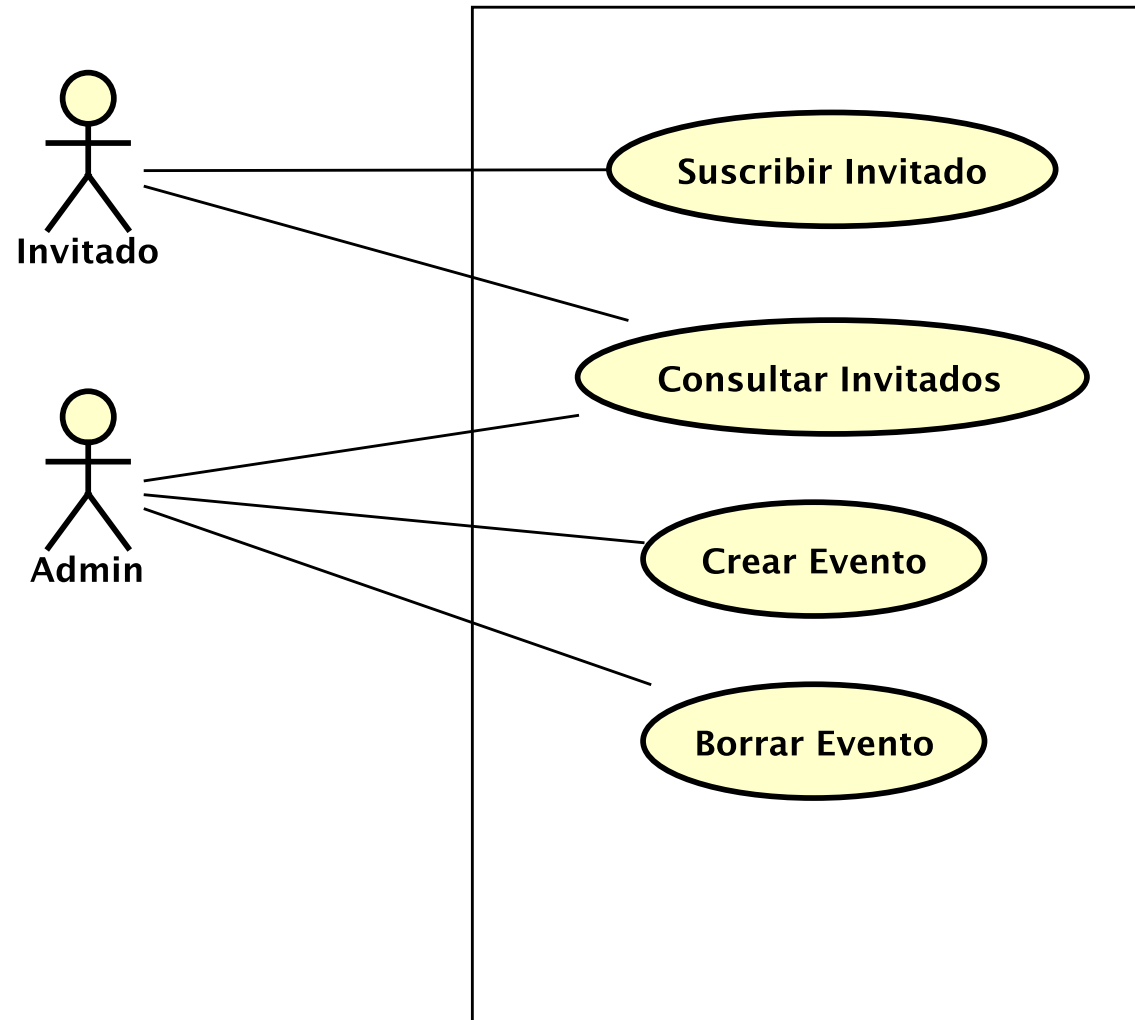 Suscribir Invitado
Invitado
Consultar Invitados
Crear Evento
Admin
Borrar Evento